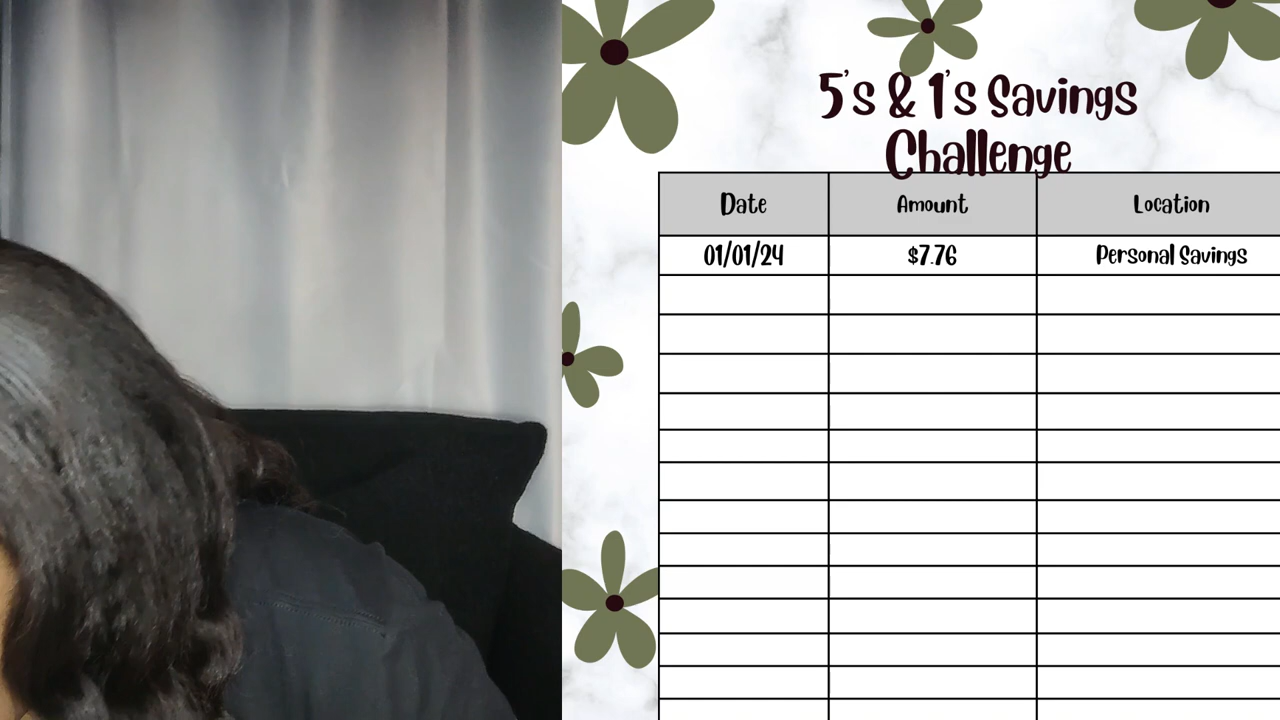 5's & 1's Savings
Challenge
Date Amount Location
01/01/24 $7.76 Personal Savings